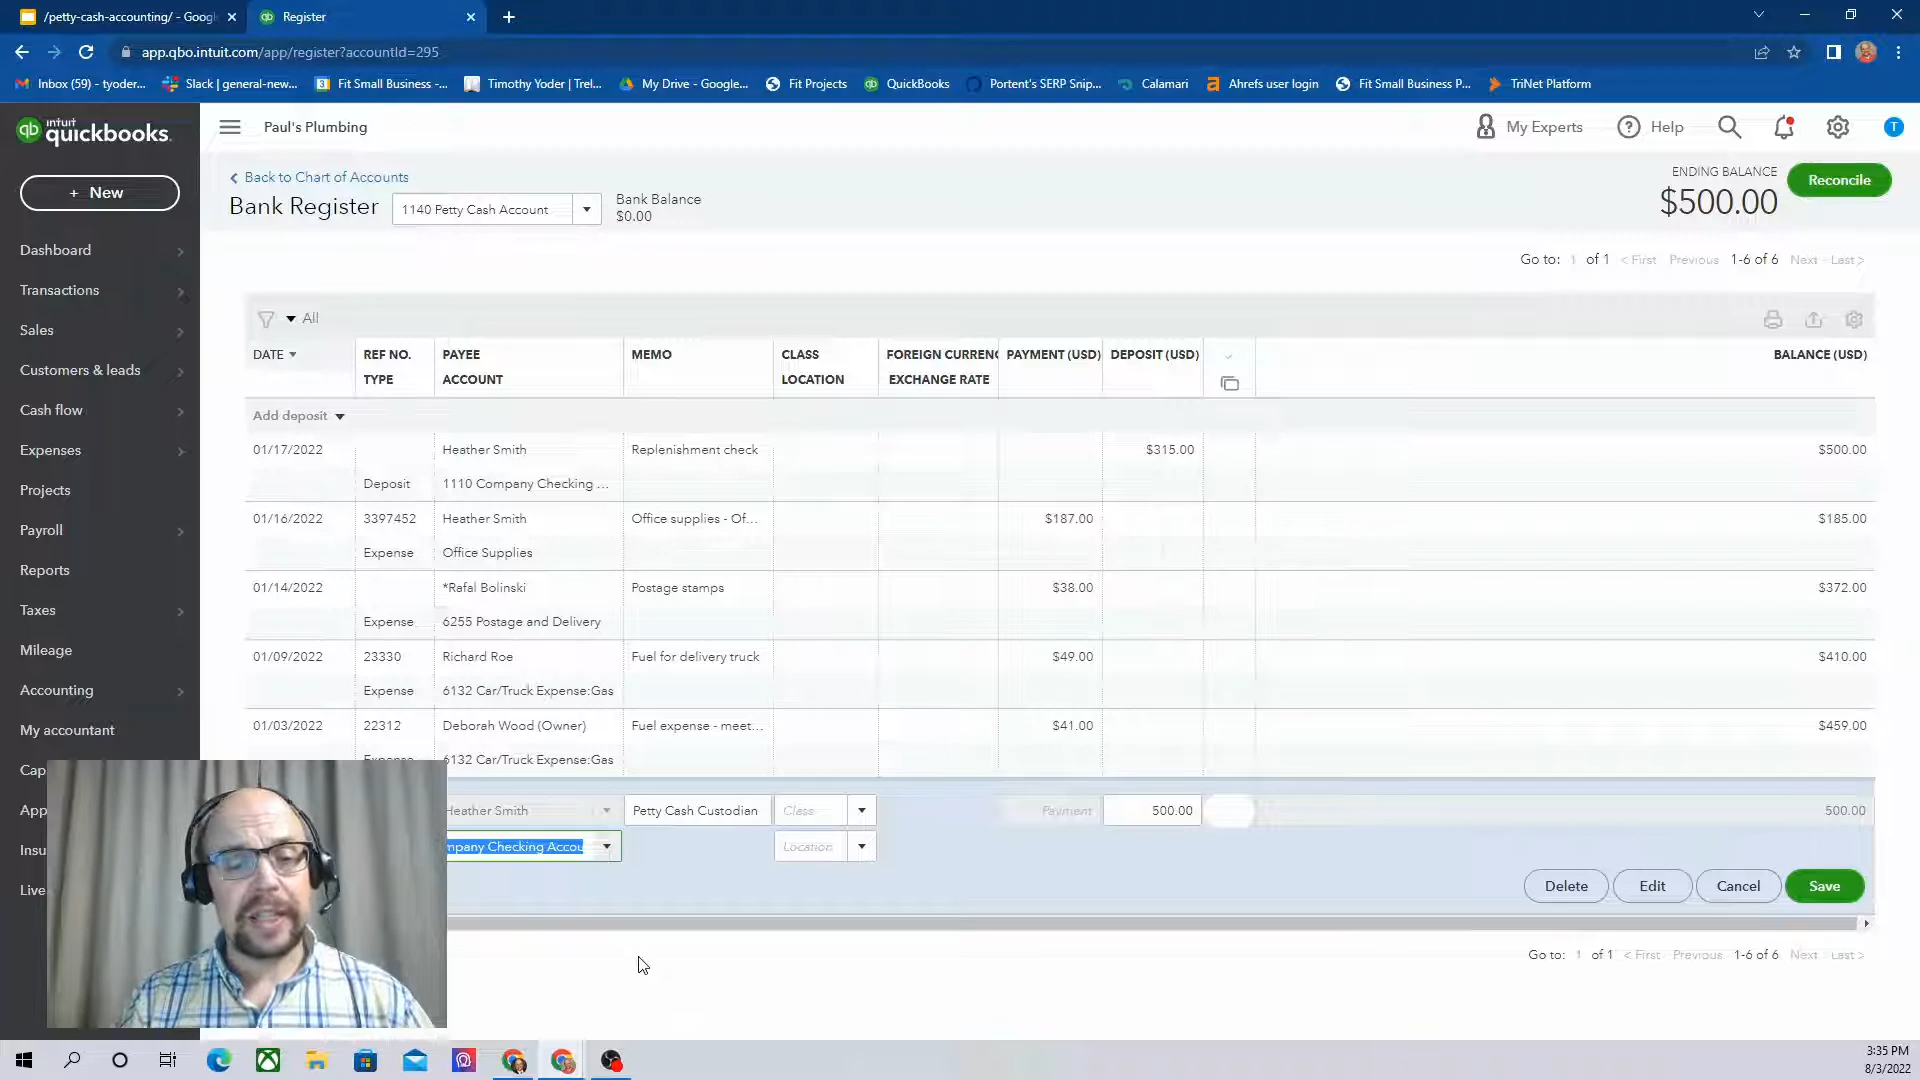 /petty-cash-accounting/ - Googl
Register
app.qbo.intuit.com/app/register?accountId=295
Inbox (59) - tyoder...
Slack | general-new...
Fit Small Business -...
Timothy Yoder | Trel...
My Drive - Google...
Fit Projects
QuickBooks
Portent's SERP Snip...
Calamari
Ahrefs user login
Fit Small Business P...
TriNet Platform
intuit
quickbooks.
Paul's Plumbing
My Experts
Help
T
+ New
Back to Chart of Accounts
Bank Register
1140 Petty Cash Account
Bank Balance
$0.00
ENDING BALANCE
$500.00
Reconcile
Dashboard
Transactions
Sales
Customers & leads
Cash flow
Expenses
Projects
Payroll
Reports
Taxes
Mileage
Accounting
My accountant
Cap
App
Insu
Live
Go to: 1 of 1 < First Previous 1-6 of 6 Next Last >
All
DATE
REF NO.
TYPE
PAYEE
ACCOUNT
MEMO
CLASS
LOCATION
FOREIGN CURRENC
EXCHANGE RATE
PAYMENT (USD)
DEPOSIT (USD)
BALANCE (USD)
Add deposit
01/17/2022 Heather Smith Replenishment check $315.00 $500.00
Deposit 1110 Company Checking ...
01/16/2022 3397452 Heather Smith Office supplies - Of... $187.00 $185.00
Expense Office Supplies
01/14/2022 *Rafal Bolinski Postage stamps $38.00 $372.00
Expense 6255 Postage and Delivery
01/09/2022 23330 Richard Roe Fuel for delivery truck $49.00 $410.00
Expense 6132 Car/Truck Expense:Gas
01/03/2022 22312 Deborah Wood (Owner) Fuel expense - meet... $41.00 $459.00
Expense 6132 Car/Truck Expense:Gas
Heather Smith Petty Cash Custodian Class Payment 500.00 500.00
mpany Checking Accou Location
Delete Edit Cancel Save
Go to: 1 of 1 < First Previous 1-6 of 6 Next Last >
3:35 PM
8/3/2022